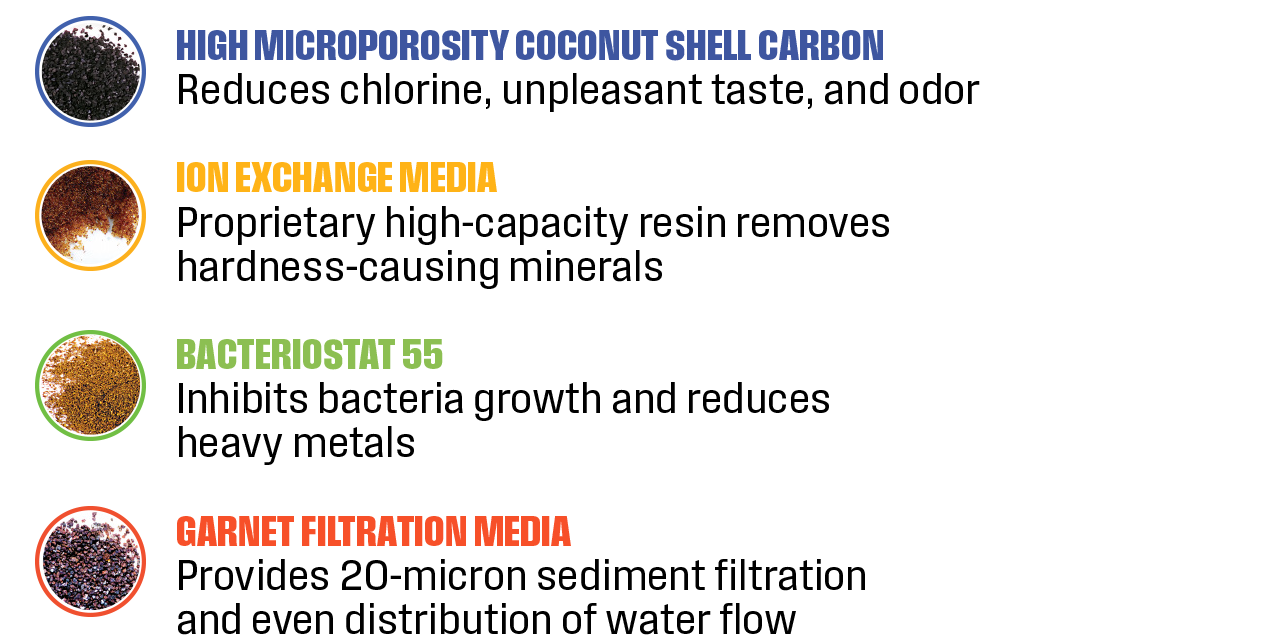 HIGH MICROPOROSITY COCONUT SHELL CARBON
Reduces chlorine, unpleasant taste, and odor
ION EXCHANGE MEDIA
Proprietary high-capacity resin removes
hardness-causing minerals
BACTERIOSTAT 55
Inhibits bacteria growth and reduces
heavy metals
GARNET FILTRATION MEDIA
Provides 20-micron sediment filtration
and even distribution of water flow